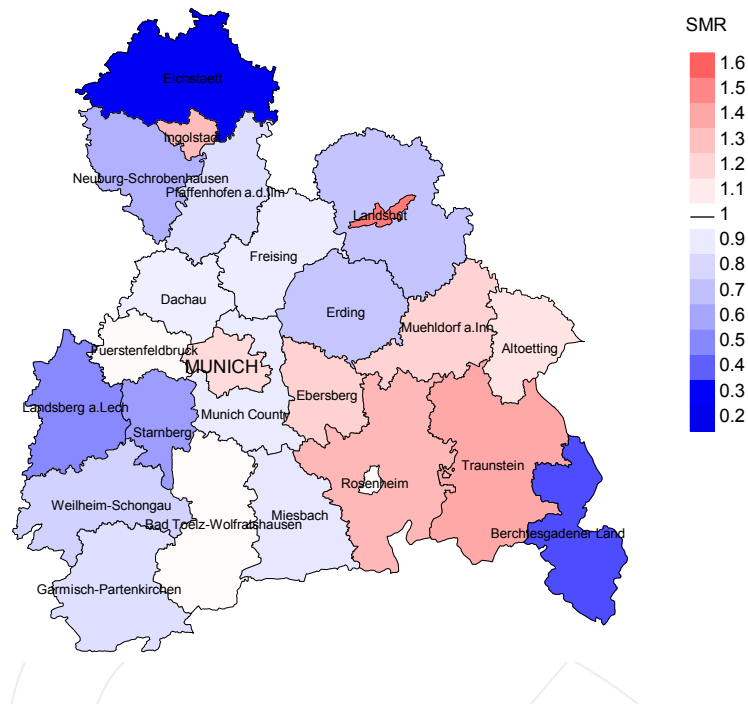 SMR
1.6
1.5
1.4
1.3
1.2
1.1
1
0.9
0.8
0.7
0.6
0.5
0.4
0.3
0.2
Eichstaett
Ingolstadt
Neuburg-Schrobenhausen
Pfaffenhofen a.d.Ilm
Landshut
Freising
Dachau
Erding
Muehldorf a.Inn
Altoetting
Fuerstenfeldbruck
MUNICH
Ebersberg
Landsberg a.Lech
Munich County
Starnberg
Traunstein
Rosenheim
Weilheim-Schongau
Miesbach
Bad Toelz-Wolfratshausen
Berchtesgadener Land
Garmisch-Partenkirchen